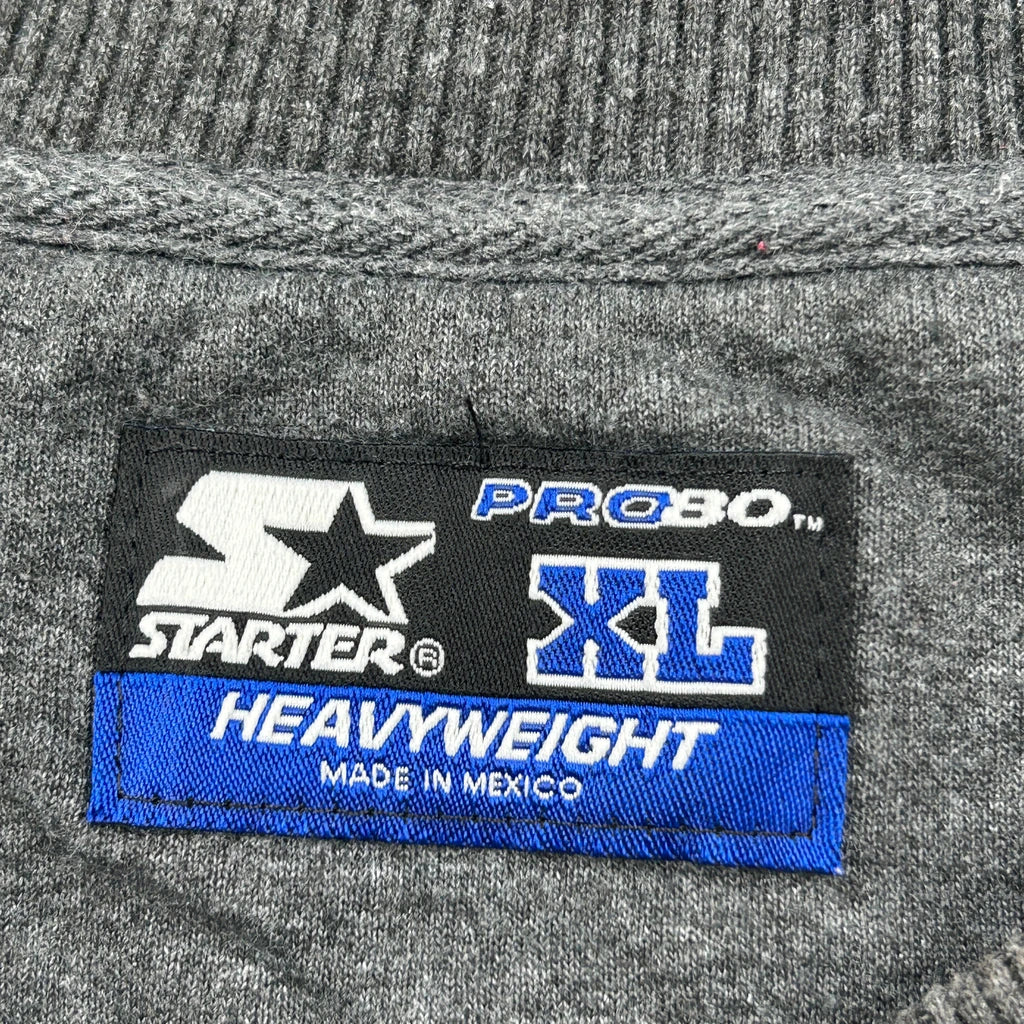 STARTER®
PRO80™
XL
HEAVYWEIGHT
MADE IN MEXICO